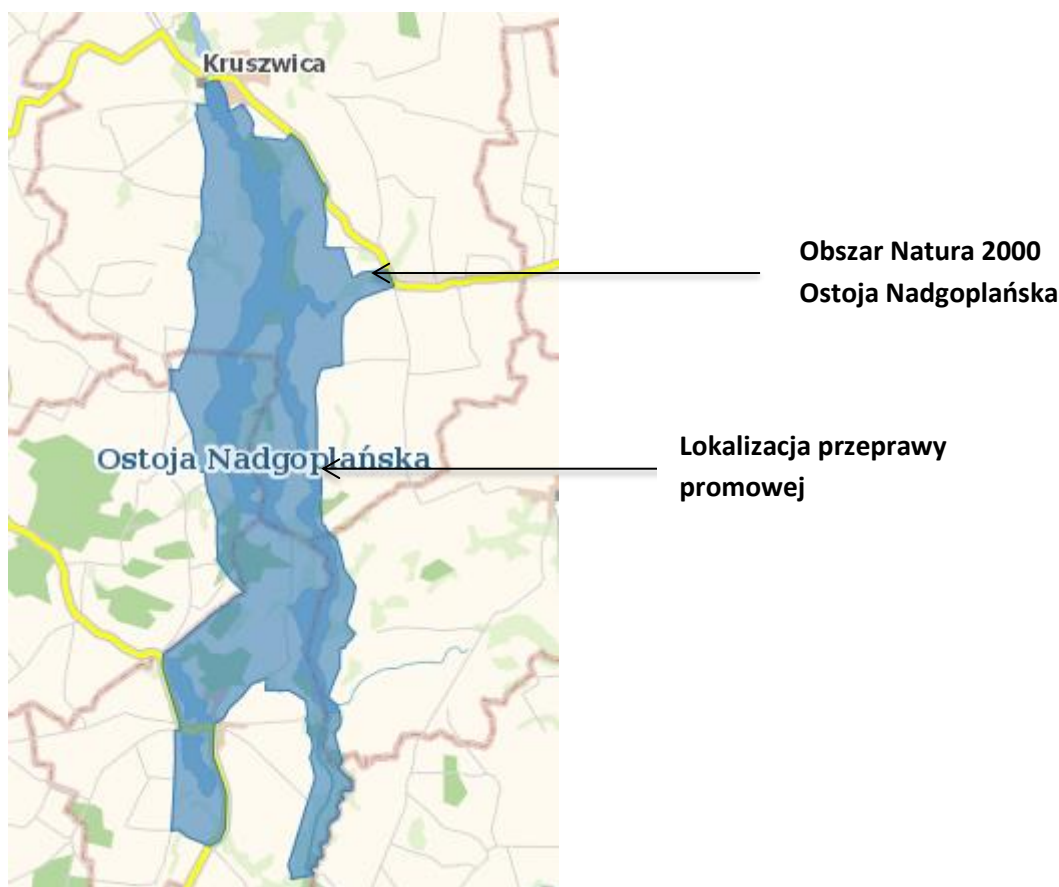 Kruszwica
Obszar Natura 2000
Ostoja Nadgoplańska
Ostoja Nadgoplańska
Lokalizacja przeprawy
promowej